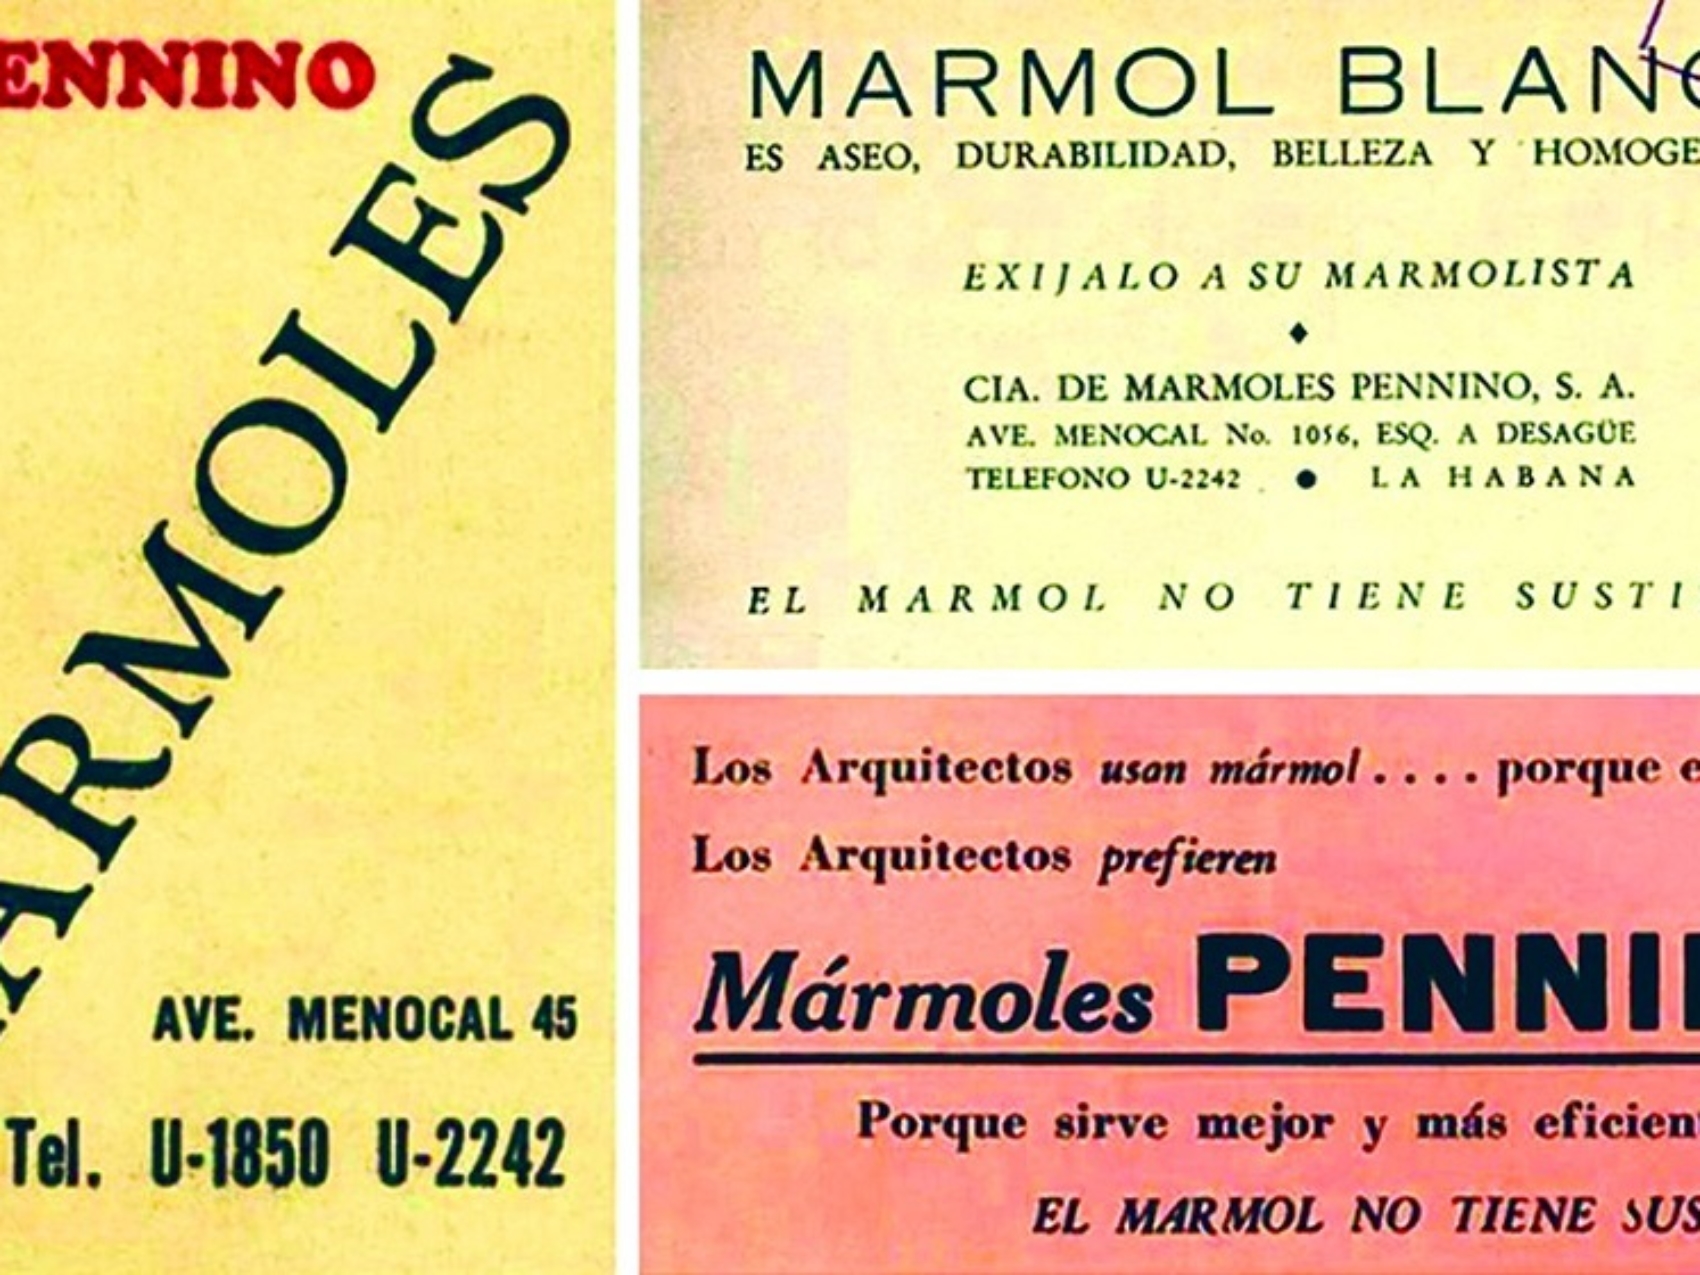 ENNINO
ARMOLES
AVE. MENOCAL 45
Tel. U-1850 U-2242
MARMOL BLANC
ES ASEO, DURABILIDAD, BELLEZA Y HOMOGE
EXIJALO A SU MARMOLISTA
CIA. DE MARMOLES PENNINO, S. A.
AVE. MENOCAL No. 1056, ESQ. A DESAGÜE
TELEFONO U-2242 ● LA HABANA
EL MARMOL NO TIENE SUSTI
Los Arquitectos usan mármol.... porque e
Los Arquitectos prefieren
Mármoles PENNI
Porque sirve mejor y más eficien
EL MARMOL NO TIENE SUS